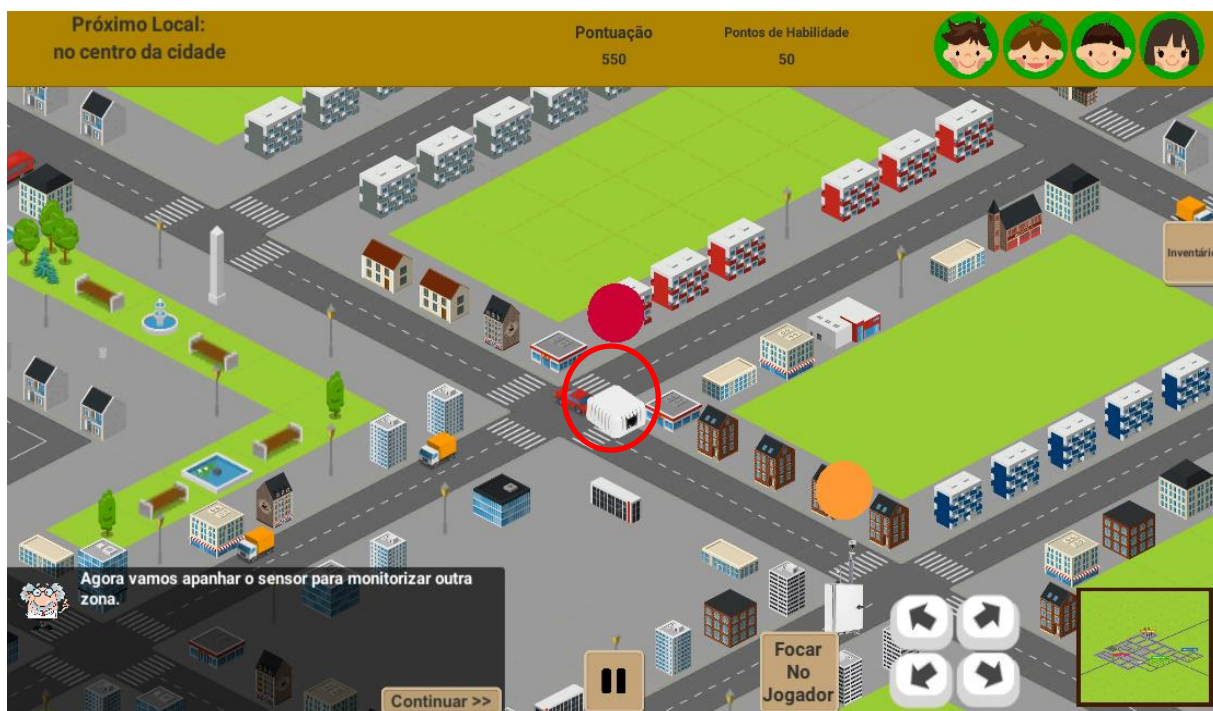 Próximo Local:
no centro da cidade
Pontuação
550
Pontos de Habilidade
50
Inventário
Agora vamos apanhar o sensor para monitorizar outra
zona.
Continuar >>
Focar
No
Jogador